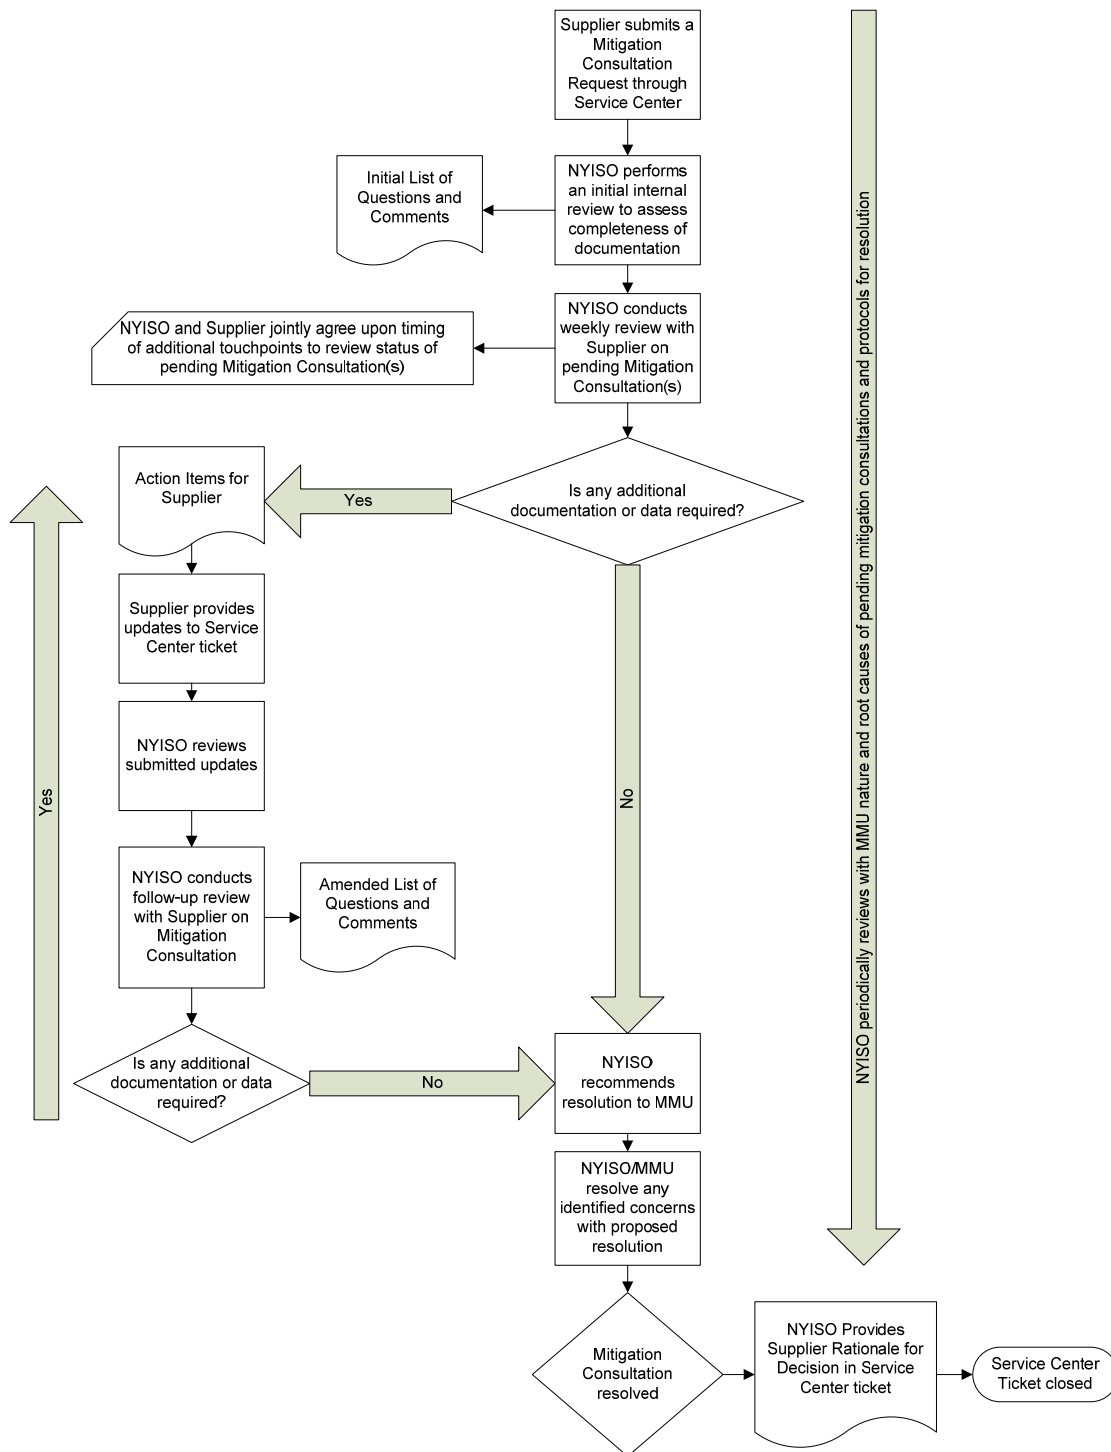 Supplier submits a
Mitigation
Consultation
Request through
Service Center
NYISO performs
an initial internal
review to assess
completeness of
documentation
Initial List of
Questions and
Comments
NYISO conducts
weekly review with
Supplier on
pending Mitigation
Consultation(s)
NYISO and Supplier jointly agree upon timing
of additional touchpoints to review status of
pending Mitigation Consultation(s)
Is any additional
documentation or data required?
Yes
Action Items for
Supplier
Supplier provides
updates to Service
Center ticket
NYISO reviews
submitted updates
NYISO conducts
follow-up review
with Supplier on
Mitigation
Consultation
Amended List of
Questions and
Comments
Is any additional
documentation or data
required?
Yes
No
No
NYISO
recommends
resolution to MMU
NYISO/MMU
resolve any
identified concerns
with proposed
resolution
Mitigation
Consultation
resolved
NYISO Provides
Supplier Rationale for
Decision in Service
Center ticket
Service Center
Ticket closed
NYISO periodically reviews with MMU nature and root causes of pending mitigation consultations and protocols for resolution